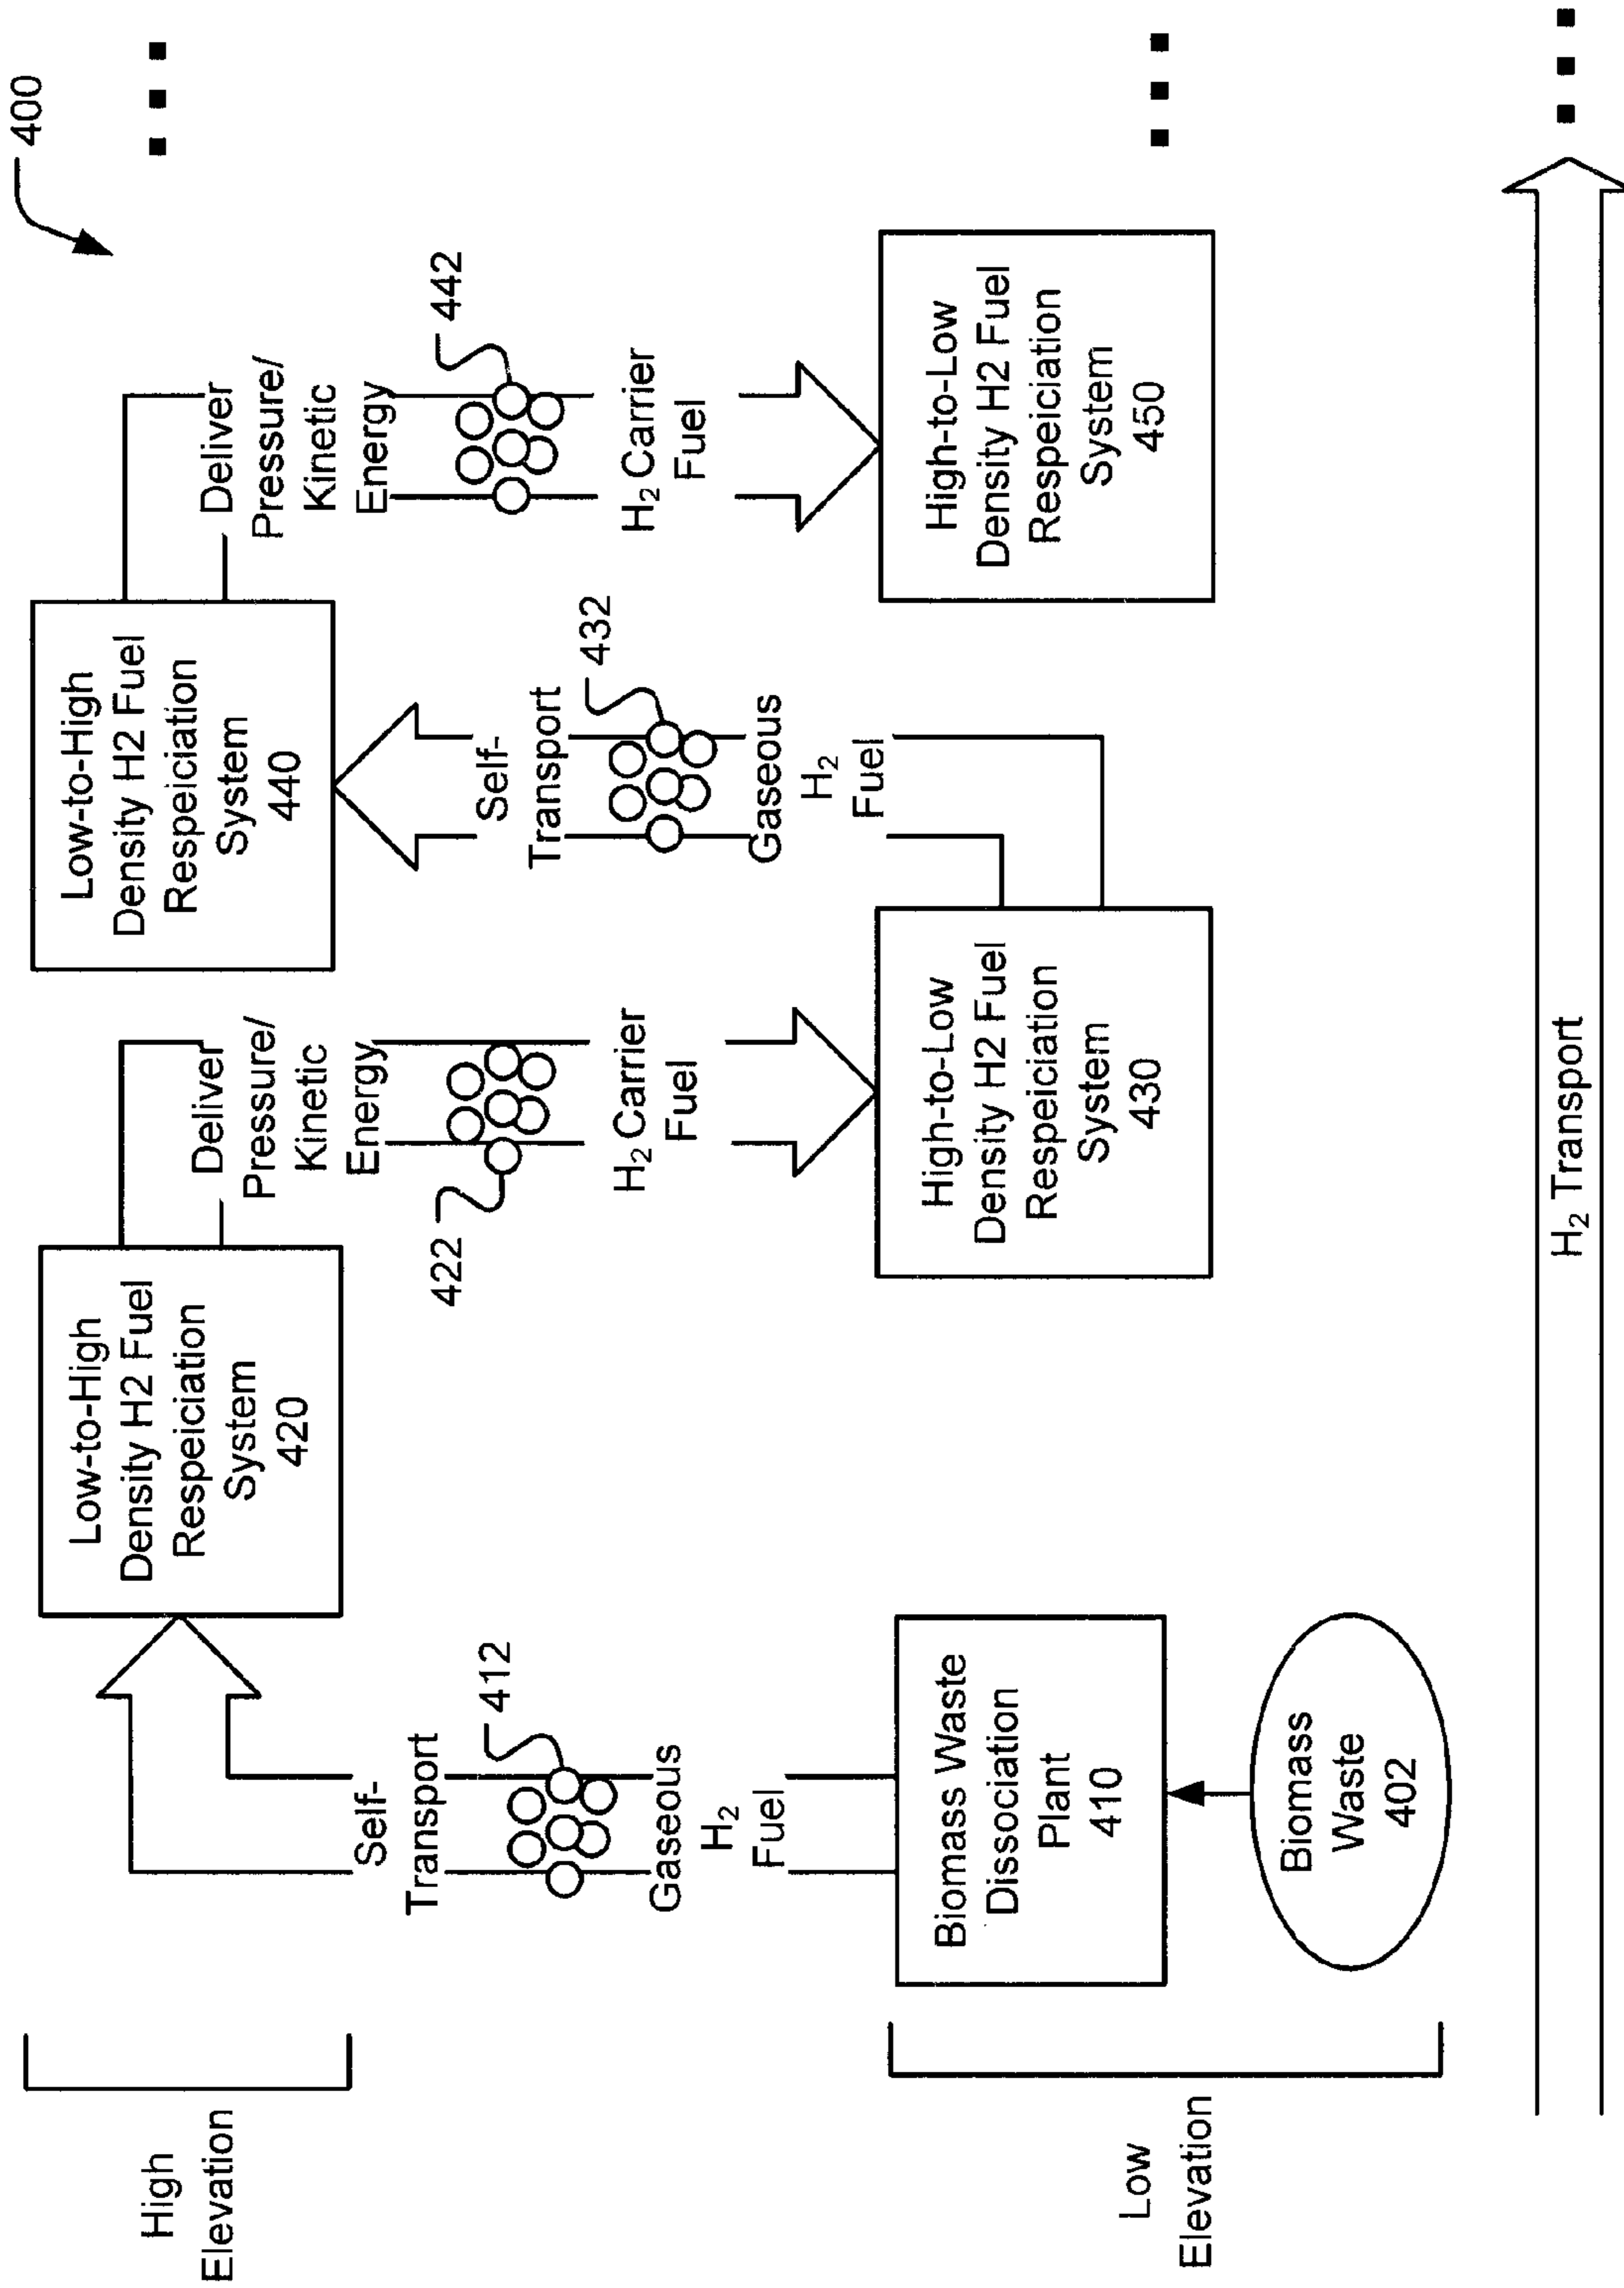 400
High
Elevation
Low-to-High
Density H2 Fuel
Respeiciation
System
420
Low-to-High
Density H2 Fuel
Respeiciation
System
440
Self-
Transport
412
Gaseous
H₂
Fuel
Deliver
Pressure/
Kinetic
Energy
422
H₂ Carrier
Fuel
Self-
Transport
432
Gaseous
H₂
Fuel
Deliver
Pressure/
Kinetic
Energy
442
H₂ Carrier
Fuel
Low
Elevation
Biomass Waste
Dissociation
Plant
410
Biomass
Waste
402
High-to-Low
Density H2 Fuel
Respeiciation
System
430
High-to-Low
Density H2 Fuel
Respeiciation
System
450
H₂ Transport